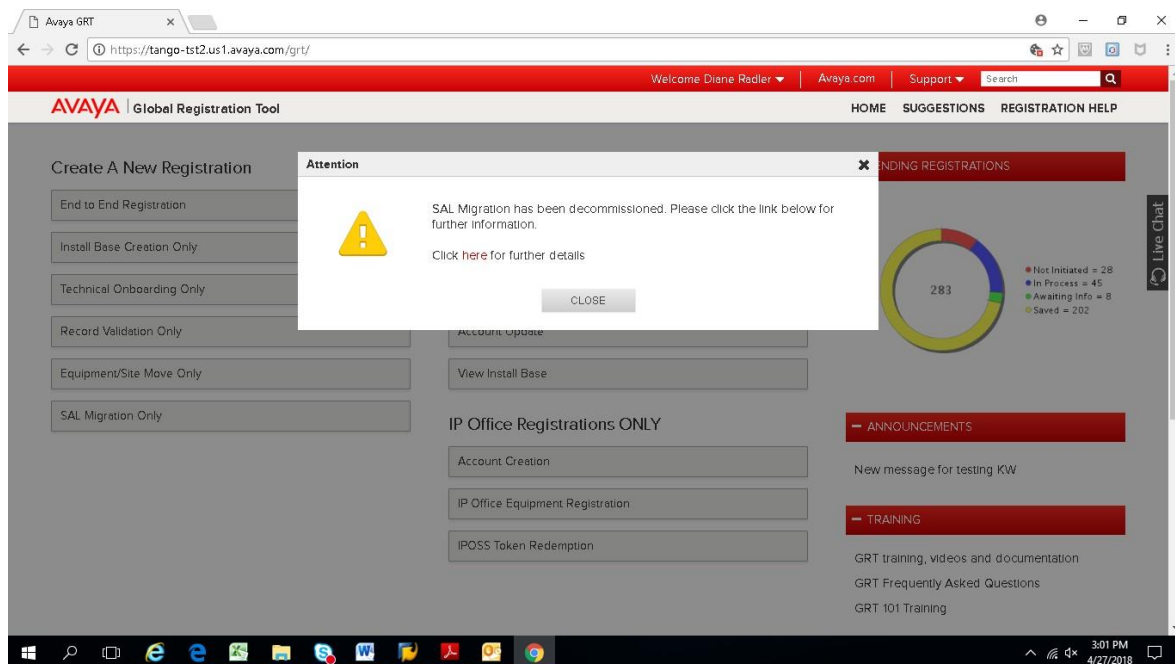 Avaya GRT
https://tango-tst2.us1.avaya.com/grt/
Welcome Diane Radler
Avaya.com
Support
Search
AVAYA
Global Registration Tool
HOME
SUGGESTIONS
REGISTRATION HELP
Create A New Registration
End to End Registration
Install Base Creation Only
Technical Onboarding Only
Record Validation Only
Equipment/Site Move Only
SAL Migration Only
Attention
SAL Migration has been decommissioned. Please click the link below for
further information.
Click here for further details
CLOSE
Account Update
View Install Base
IP Office Registrations ONLY
Account Creation
IP Office Equipment Registration
IPOSS Token Redemption
ENDING REGISTRATIONS
283
Not Initiated = 28
In Process = 45
Awaiting Info = 8
Saved = 202
Live Chat
ANNOUNCEMENTS
New message for testing KW
TRAINING
GRT training, videos and documentation
GRT Frequently Asked Questions
GRT 101 Training
3:01 PM
4/27/2018